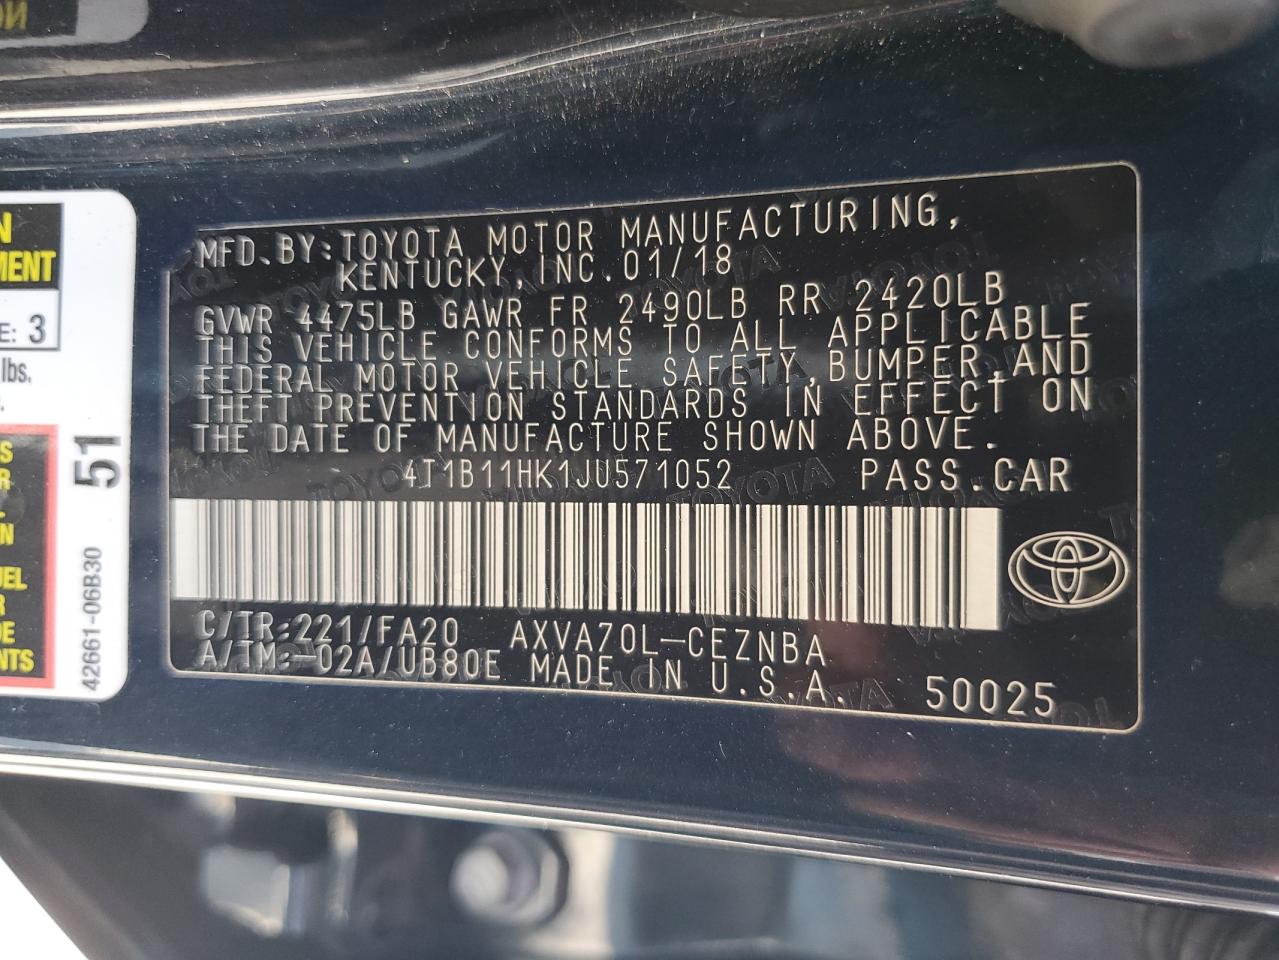 MFD.BY:TOYOTA MOTOR MANUFACTURING,
KENTUCKY, INC. 01/18
GVWR 4475LB GAWR FR 2490LB RR 2420LB
THIS VEHICLE CONFORMS TO ALL APPLICABLE
FEDERAL MOTOR VEHICLE SAFETY,BUMPER,AND
THEFT PREVENTION STANDARDS IN EFFECT ON
THE DATE OF MANUFACTURE SHOWN ABOVE.
4T1B11HK1JU571052 PASS.CAR
C/TR:221/FA20 AXVA70L-CEZNBA
A/TM:-02A/UB80E MADE IN U.S.A. 50025
E: 3
lbs.
51
42661-06B30